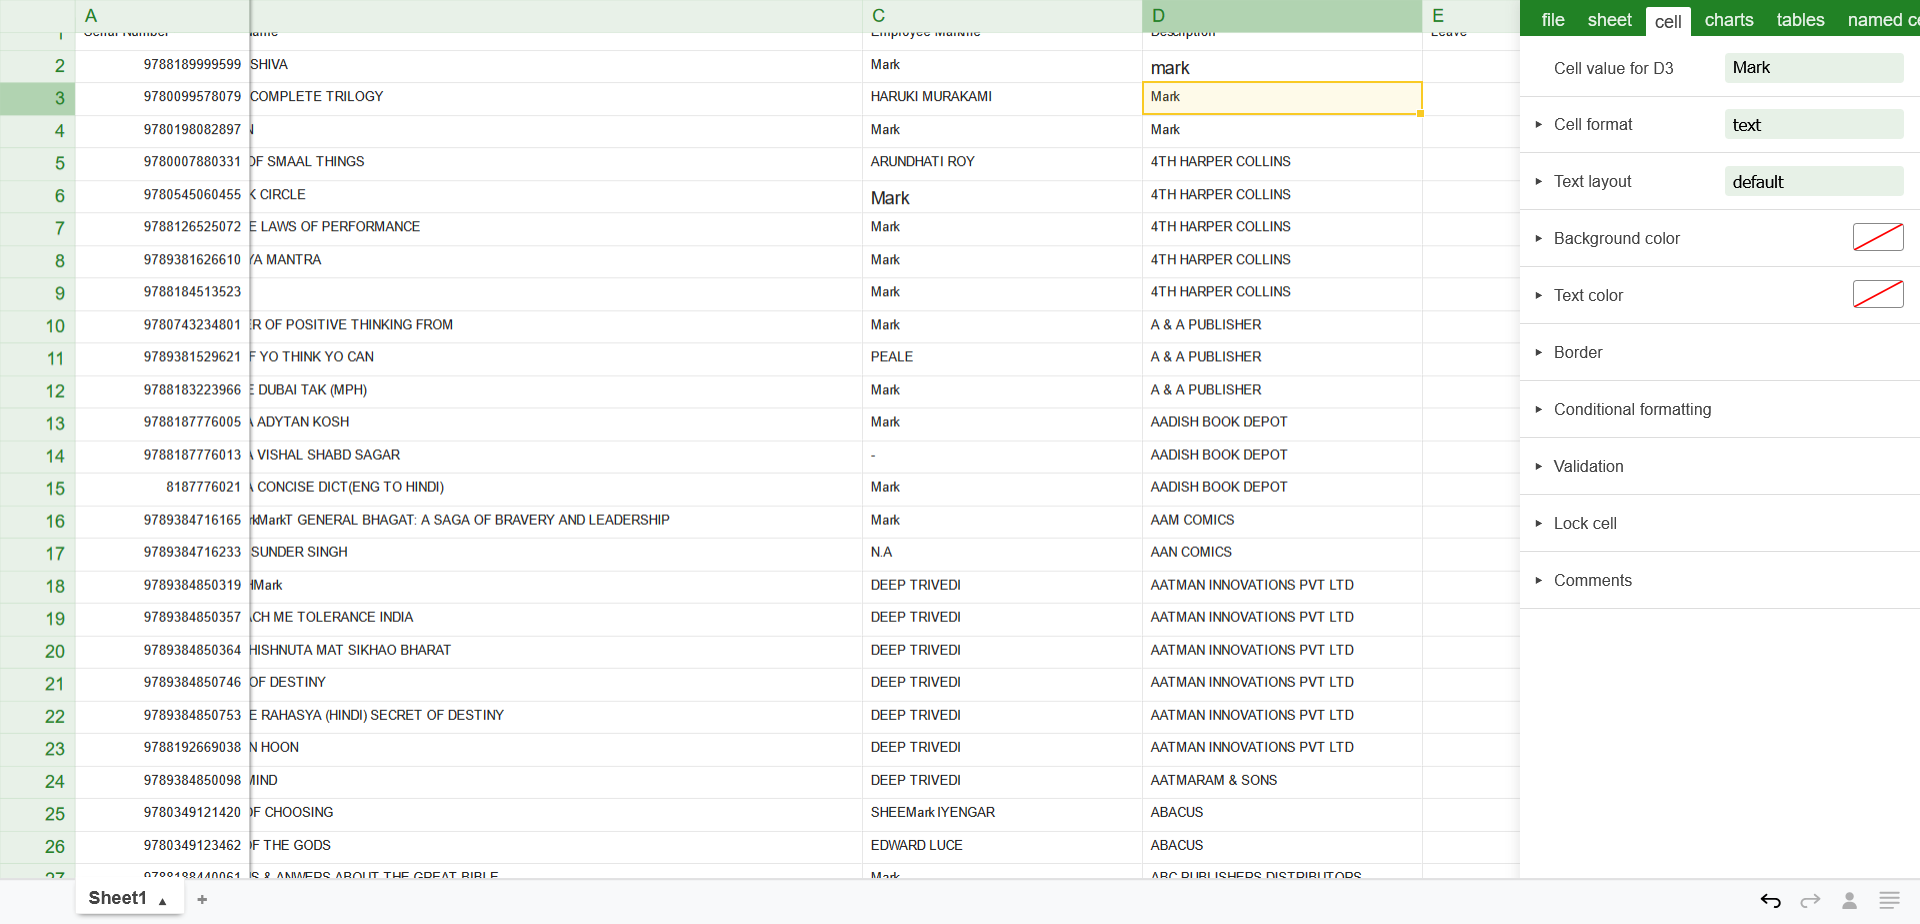 A C D E file sheet cell charts tables named ce
1 Serial Number name Employee Markme Description Leave
2 9788189999599 SHIVA Mark mark Cell value for D3 Mark
3 9780099578079 COMPLETE TRILOGY HARUKI MURAKAMI Mark
4 9780198082897 N Mark Mark Cell format text
5 9780007880331 OF SMAAL THINGS ARUNDHATI ROY 4TH HARPER COLLINS
6 9780545060455 K CIRCLE Mark 4TH HARPER COLLINS Text layout default
7 9788126525072 E LAWS OF PERFORMANCE Mark 4TH HARPER COLLINS Background color
8 9789381626610 YA MANTRA Mark 4TH HARPER COLLINS
9 9788184513523 Mark 4TH HARPER COLLINS Text color
10 9780743234801 ER OF POSITIVE THINKING FROM Mark A & A PUBLISHER
11 9789381529621 F YO THINK YO CAN PEALE A & A PUBLISHER Border
12 9788183223966 E DUBAI TAK (MPH) Mark A & A PUBLISHER
13 9788187776005 A ADYTAN KOSH Mark AADISH BOOK DEPOT Conditional formatting
14 9788187776013 A VISHAL SHABD SAGAR - AADISH BOOK DEPOT Validation
15 8187776021 A CONCISE DICT(ENG TO HINDI) Mark AADISH BOOK DEPOT
16 9789384716165 rkMarkT GENERAL BHAGAT: A SAGA OF BRAVERY AND LEADERSHIP Mark AAM COMICS Lock cell
17 9789384716233 SUNDER SINGH N.A AAN COMICS
18 9789384850319 HMark DEEP TRIVEDI AATMAN INNOVATIONS PVT LTD Comments
19 9789384850357 ACH ME TOLERANCE INDIA DEEP TRIVEDI AATMAN INNOVATIONS PVT LTD
20 9789384850364 HISHNUTA MAT SIKHAO BHARAT DEEP TRIVEDI AATMAN INNOVATIONS PVT LTD
21 9789384850746 OF DESTINY DEEP TRIVEDI AATMAN INNOVATIONS PVT LTD
22 9789384850753 E RAHASYA (HINDI) SECRET OF DESTINY DEEP TRIVEDI AATMAN INNOVATIONS PVT LTD
23 9788192669038 N HOON DEEP TRIVEDI AATMAN INNOVATIONS PVT LTD
24 9789384850098 MIND DEEP TRIVEDI AATMARAM & SONS
25 9780349121420 OF CHOOSING SHEEMark IYENGAR ABACUS
26 9780349123462 OF THE GODS EDWARD LUCE ABACUS
27 9788188440061 'S & ANWERS ABOUT THE GREAT BIBLE Mark ABC PUBLISHERS DISTRIBUTORS
Sheet1 ▲ +